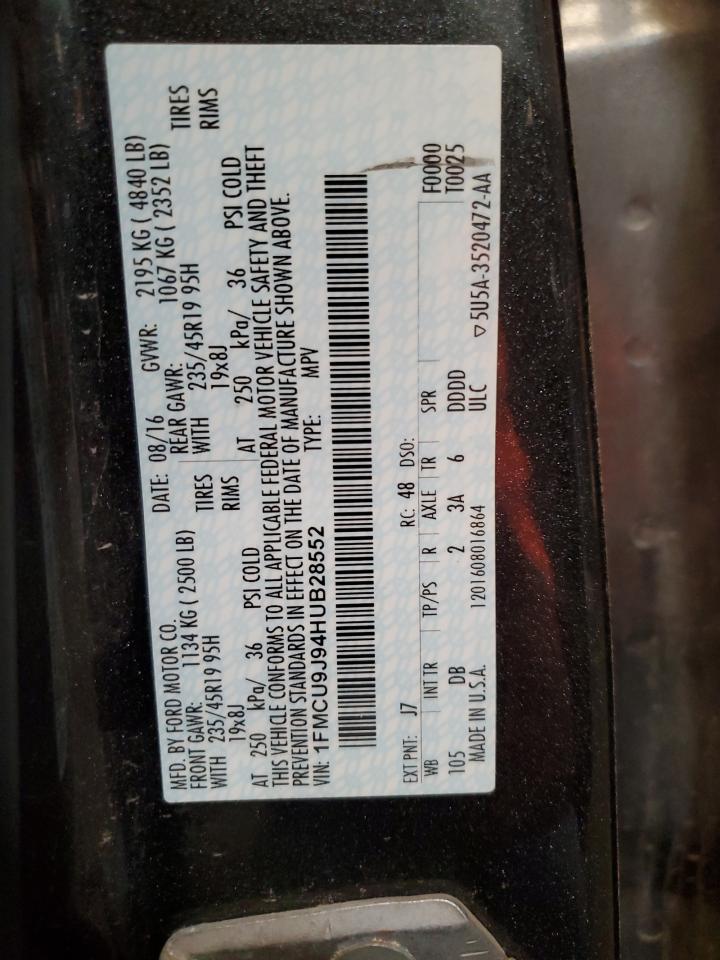 MFD. BY FORD MOTOR CO. DATE: 08/16 GVWR: 2195 KG ( 4840 LB)
FRONT GAWR: 1134 KG ( 2500 LB) REAR GAWR: 1067 KG ( 2352 LB)
WITH 235/45R19 95H TIRES WITH 235/45R19 95H TIRES
19x8J RIMS 19x8J RIMS
AT 250 kPa/ 36 PSI COLD AT 250 kPa/ 36 PSI COLD
THIS VEHICLE CONFORMS TO ALL APPLICABLE FEDERAL MOTOR VEHICLE SAFETY AND THEFT
PREVENTION STANDARDS IN EFFECT ON THE DATE OF MANUFACTURE SHOWN ABOVE.
VIN: 1FMCU9J94HUB28552 TYPE: MPV
EXT PNT: J7 RC: 48 DSO: F0000
WB INT TR TP/PS R AXLE TR SPR T0025
105 DB 2 3A 6 DDDD
MADE IN U.S.A. 1201608016864 ULC ▽5U5A-3520472-AA